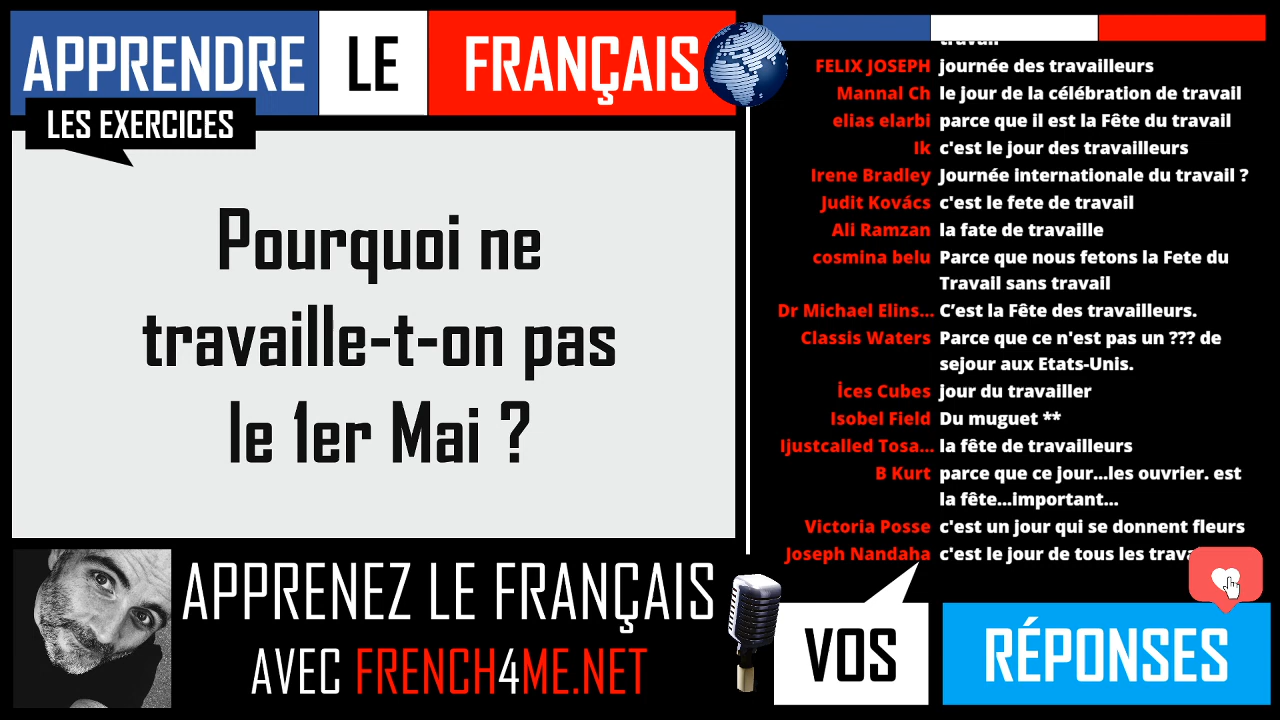 APPRENDRE LE FRANÇAIS
LES EXERCICES
Pourquoi ne
travaille-t-on pas
le 1er Mai ?
APPRENEZ LE FRANÇAIS
AVEC FRENCH4ME.NET
travail
FELIX JOSEPH journée des travailleurs
Mannal Ch le jour de la célébration de travail
elias elarbi parce que il est la Fête du travail
Ik c'est le jour des travailleurs
Irene Bradley Journée internationale du travail ?
Judit Kovács c'est le fete de travail
Ali Ramzan la fate de travaille
cosmina belu Parce que nous fetons la Fete du
Travail sans travail
Dr Michael Elins... C’est la Fête des travailleurs.
Classis Waters Parce que ce n'est pas un ??? de
sejour aux Etats-Unis.
İces Cubes jour du travailler
Isobel Field Du muguet **
Ijustcalled Tosa... la fête de travailleurs
B Kurt parce que ce jour...les ouvrier. est
la fête...important...
Victoria Posse c'est un jour qui se donnent fleurs
Joseph Nandaha c'est le jour de tous les
VOS RÉPONSES